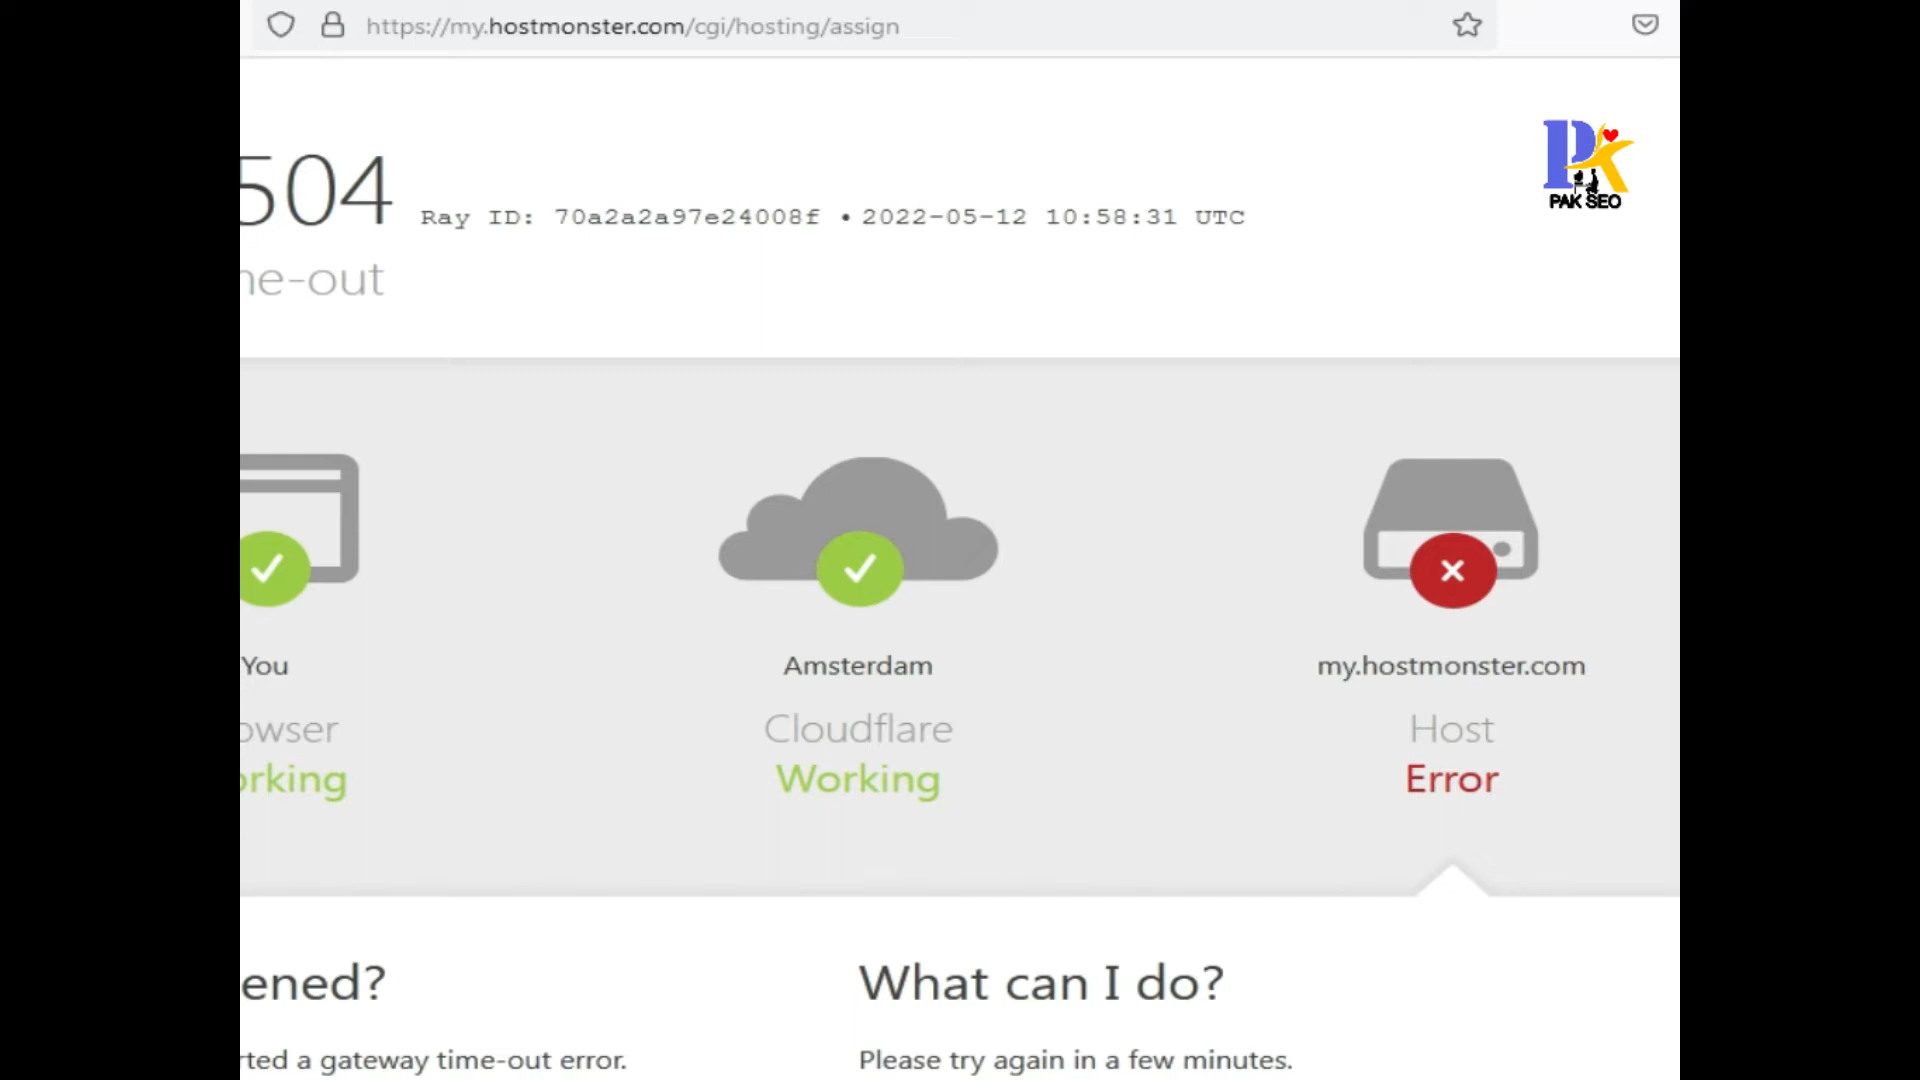 https://my.hostmonster.com/cgi/hosting/assign
504 Ray ID: 70a2a2a97e24008f • 2022-05-12 10:58:31 UTC
PAK SEO
me-out
You
Amsterdam
my.hostmonster.com
owser
Cloudflare
Host
orking
Working
Error
ened?
What can I do?
rted a gateway time-out error.
Please try again in a few minutes.